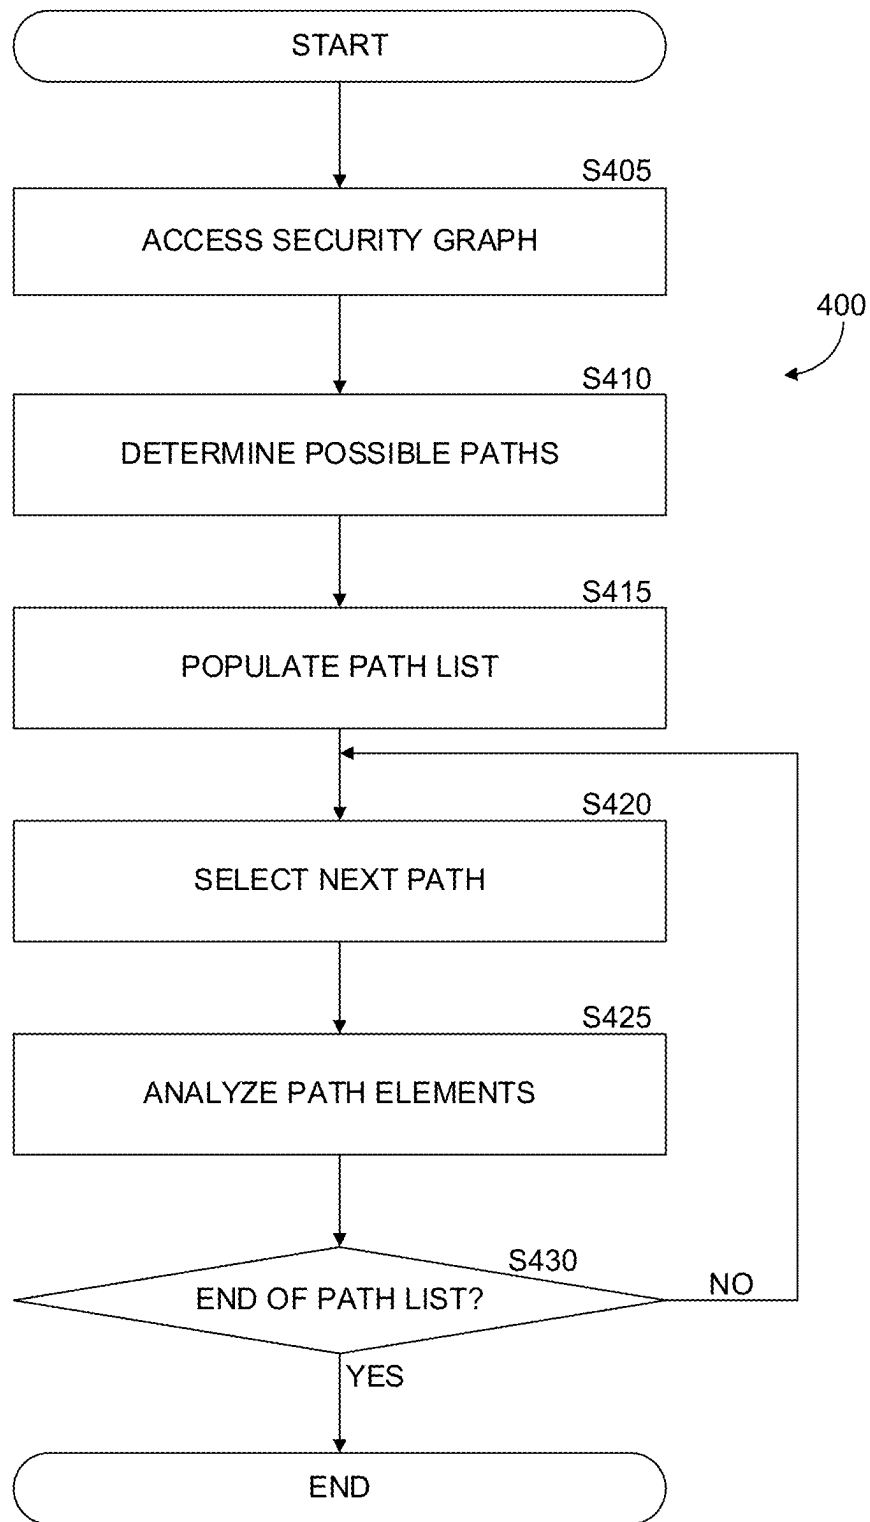 START
S405
ACCESS SECURITY GRAPH
400
S410
DETERMINE POSSIBLE PATHS
S415
POPULATE PATH LIST
S420
SELECT NEXT PATH
S425
ANALYZE PATH ELEMENTS
S430
END OF PATH LIST?
NO
YES
END